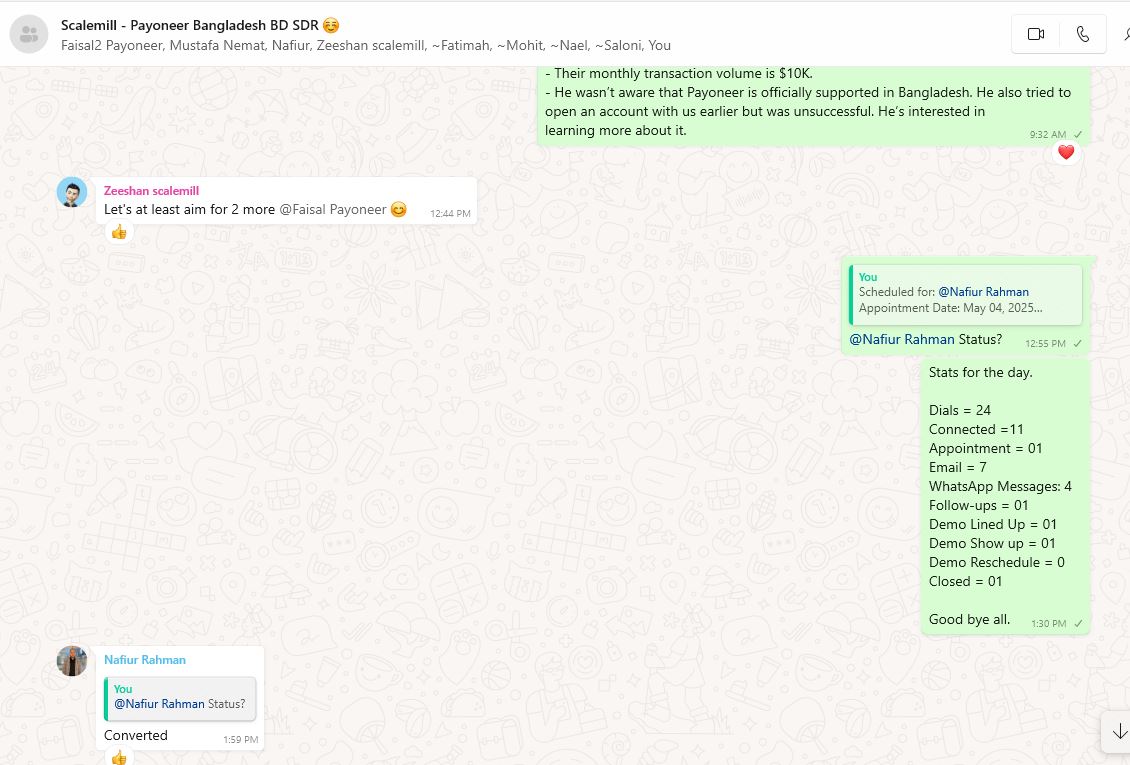 Scalemill - Payoneer Bangladesh BD SDR 😊
Faisal2 Payoneer, Mustafa Nemat, Nafiur, Zeeshan scalemill, ~Fatimah, ~Mohit, ~Nael, ~Saloni, You
- Their monthly transaction volume is $10K.
- He wasn't aware that Payoneer is officially supported in Bangladesh. He also tried to
open an account with us earlier but was unsuccessful. He's interested in
learning more about it.
9:32 AM
Zeeshan scalemill
Let's at least aim for 2 more @Faisal Payoneer 😊
12:44 PM
You
Scheduled for: @Nafiur Rahman
Appointment Date: May 04, 2025...
@Nafiur Rahman Status?
12:55 PM
Stats for the day.
Dials = 24
Connected =11
Appointment = 01
Email = 7
WhatsApp Messages: 4
Follow-ups = 01
Demo Lined Up = 01
Demo Show up = 01
Demo Reschedule = 0
Closed = 01
Good bye all.
1:30 PM
Nafiur Rahman
You
@Nafiur Rahman Status?
Converted
1:59 PM